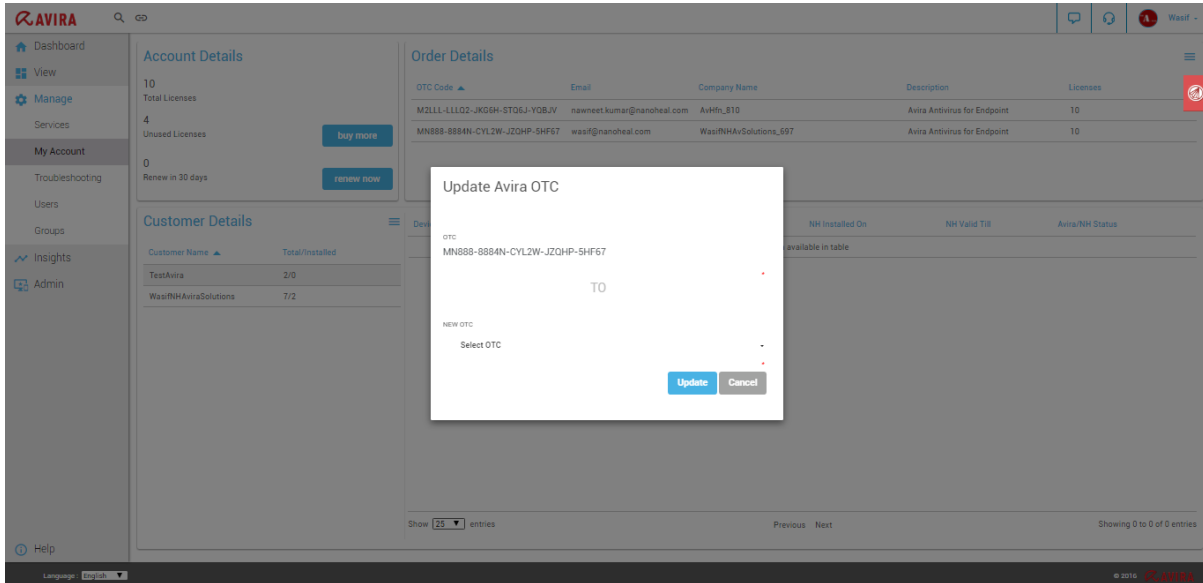 AVIRA
Wasif
Dashboard
View
Manage
Services
My Account
Troubleshooting
Users
Groups
Insights
Admin
Help
Account Details
10
Total Licenses
4
Unused Licenses
buy more
0
Renew in 30 days
renew now
Order Details
OTC Code Email Company Name Description Licenses
M2LLL-LLLO2-JKG6H-STQ6J-YOBJV nawneet.kumar@nanoheal.com AvHfn_810 Avira Antivirus for Endpoint 10
MN888-8884N-CYL2W-JZQHP-5HF67 wasif@nanoheal.com WasifNHAvSolutions_697 Avira Antivirus for Endpoint 10
Customer Details
Customer Name Total/Installed
TestAvira 2/0
WasifNHAviraSolutions 7/2
NH Installed On NH Valid Till Avira/NH Status
available in table
Update Avira OTC
OTC
MN888-8884N-CYL2W-JZQHP-5HF67
*
TO
NEW OTC
Select OTC
*
Update Cancel
Show 25 entries Previous Next Showing 0 to 0 of 0 entries
Language : English © 2016 AVIRA